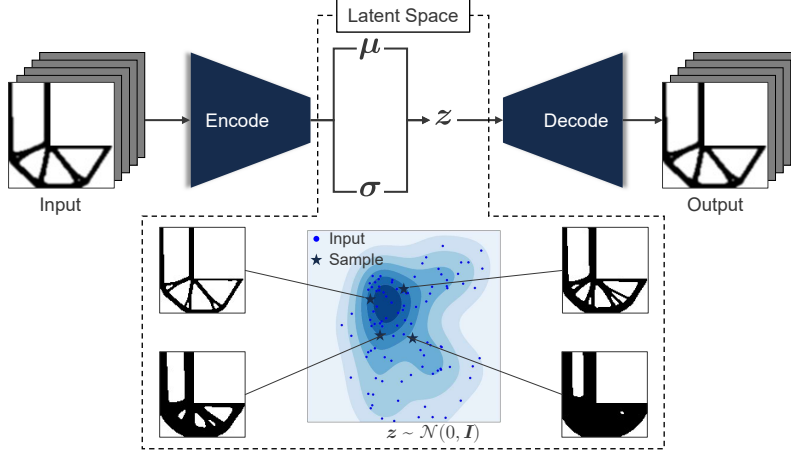 Latent Space
μ
Encode
z
Decode
σ
Input
Output
Input
Sample
z ~ 𝒩(0, I)